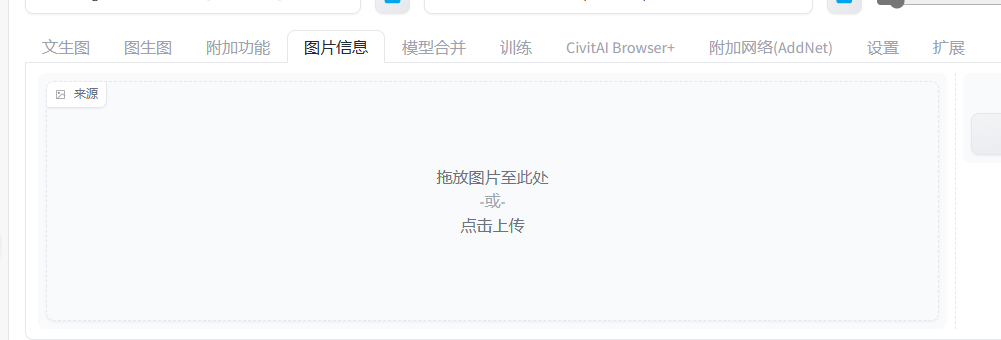 文生图 图生图 附加功能 图片信息 模型合并 训练 CivitAI Browser+ 附加网络(AddNet) 设置 扩展
来源
拖放图片至此处
-或-
点击上传